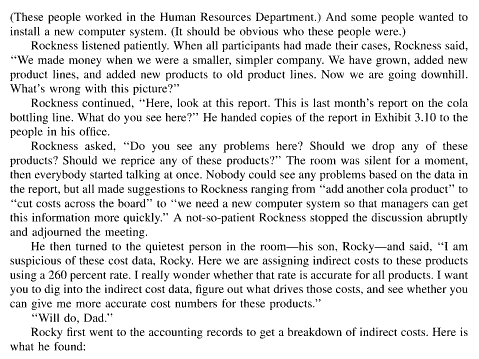 (These people worked in the Human Resources Department.) And some people wanted to
install a new computer system. (It should be obvious who these people were.)
Rockness listened patiently. When all participants had made their cases, Rockness said,
‘‘We made money when we were a smaller, simpler company. We have grown, added new
product lines, and added new products to old product lines. Now we are going downhill.
What’s wrong with this picture?’’
Rockness continued, ‘‘Here, look at this report. This is last month’s report on the cola
bottling line. What do you see here?’’ He handed copies of the report in Exhibit 3.10 to the
people in his office.
Rockness asked, ‘‘Do you see any problems here? Should we drop any of these
products? Should we reprice any of these products?’’ The room was silent for a moment,
then everybody started talking at once. Nobody could see any problems based on the data in
the report, but all made suggestions to Rockness ranging from ‘‘add another cola product’’ to
‘‘cut costs across the board’’ to ‘‘we need a new computer system so that managers can get
this information more quickly.’’ A not-so-patient Rockness stopped the discussion abruptly
and adjourned the meeting.
He then turned to the quietest person in the room—his son, Rocky—and said, ‘‘I am
suspicious of these cost data, Rocky. Here we are assigning indirect costs to these products
using a 260 percent rate. I really wonder whether that rate is accurate for all products. I want
you to dig into the indirect cost data, figure out what drives those costs, and see whether you
can give me more accurate cost numbers for these products.’’
‘‘Will do, Dad.’’
Rocky first went to the accounting records to get a breakdown of indirect costs. Here is
what he found: